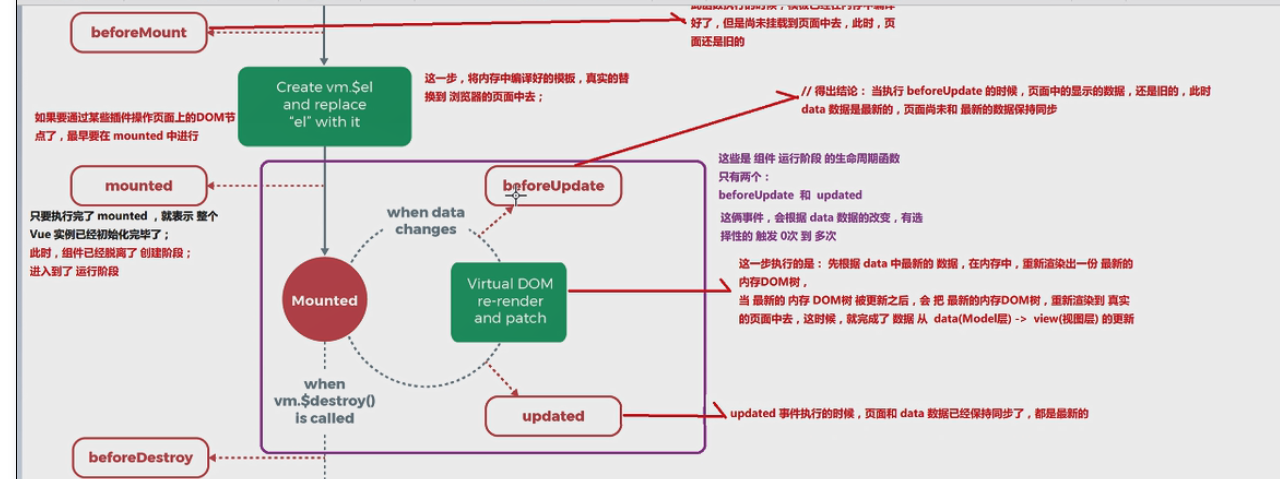 此函数执行的时候，模板已经在内存中编译
好了，但是尚未挂载到页面中去，此时，页
面还是旧的
beforeMount
Create vm.$el
and replace
“el” with it
这一步，将内存中编译好的模板，真实的替
换到 浏览器的页面中去；
// 得出结论： 当执行 beforeUpdate 的时候，页面中的显示的数据，还是旧的，此时
data 数据是最新的，页面尚未和 最新的数据保持同步
如果要通过某些插件操作页面上的DOM节
点了，最早要在 mounted 中进行
mounted
beforeUpdate
这些是 组件 运行阶段 的生命周期函数
只有两个：
beforeUpdate 和 updated
这俩事件，会根据 data 数据的改变，有选
择性的 触发 0次 到 多次
只要执行完了 mounted ，就表示 整个
Vue 实例已经初始化完毕了；
此时，组件已经脱离了 创建阶段；
进入到了 运行阶段
when data
changes
Mounted
Virtual DOM
re-render
and patch
这一步执行的是： 先根据 data 中最新的 数据，在内存中，重新渲染出一份 最新的
内存DOM树，
当 最新的 内存 DOM树 被更新之后，会 把 最新的内存DOM树，重新渲染到 真实
的页面中去，这时候，就完成了 数据 从 data(Model层) -> view(视图层) 的更新
when
vm.$destroy()
is called
updated
updated 事件执行的时候，页面和 data 数据已经保持同步了，都是最新的
beforeDestroy